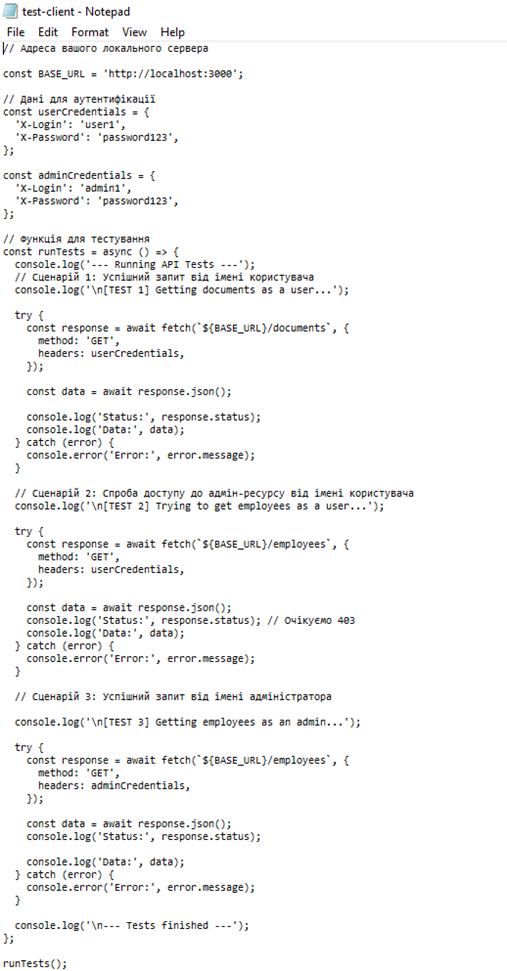 test-client - Notepad
File Edit Format View Help
// Адреса вашого локального сервера
const BASE_URL = 'http://localhost:3000';
// Дані для аутентифікації
const userCredentials = {
  'X-Login': 'user1',
  'X-Password': 'password123',
};
const adminCredentials = {
  'X-Login': 'admin1',
  'X-Password': 'password123',
};
// Функція для тестування
const runTests = async () => {
  console.log('--- Running API Tests ---');
  // Сценарій 1: Успішний запит від імені користувача
  console.log('\n[TEST 1] Getting documents as a user...');
  try {
    const response = await fetch(`${BASE_URL}/documents`, {
      method: 'GET',
      headers: userCredentials,
    });
    const data = await response.json();
    console.log('Status:', response.status);
    console.log('Data:', data);
  } catch (error) {
    console.error('Error:', error.message);
  }
  // Сценарій 2: Спроба доступу до адмін-ресурсу від імені користувача
  console.log('\n[TEST 2] Trying to get employees as a user...');
  try {
    const response = await fetch(`${BASE_URL}/employees`, {
      method: 'GET',
      headers: userCredentials,
    });
    const data = await response.json();
    console.log('Status:', response.status); // Очікуємо 403
    console.log('Data:', data);
  } catch (error) {
    console.error('Error:', error.message);
  }
  // Сценарій 3: Успішний запит від імені адміністратора
  console.log('\n[TEST 3] Getting employees as an admin...');
  try {
    const response = await fetch(`${BASE_URL}/employees`, {
      method: 'GET',
      headers: adminCredentials,
    });
    const data = await response.json();
    console.log('Status:', response.status);
    console.log('Data:', data);
  } catch (error) {
    console.error('Error:', error.message);
  }
  console.log('\n--- Tests finished ---');
};
runTests();